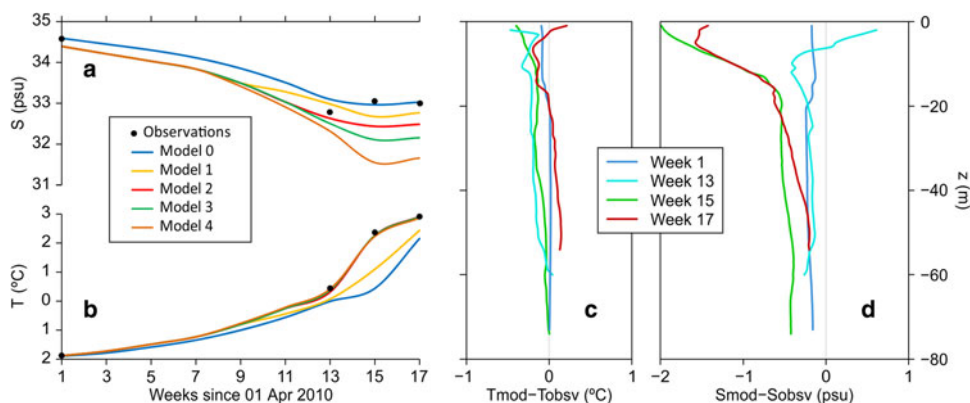 35
34
33
32
31
S (psu)
a
Observations
Model 0
Model 1
Model 2
Model 3
Model 4
3
2
1
0
1
2
T (ºC)
b
1 3 5 7 9 11 13 15 17
Weeks since 01 Apr 2010
Week 1
Week 13
Week 15
Week 17
c
−1 0 1
Tmod−Tobsv (ºC)
d
−2 −1 0 1
Smod−Sobsv (psu)
0
−20
−40
−60
−80
z (m)